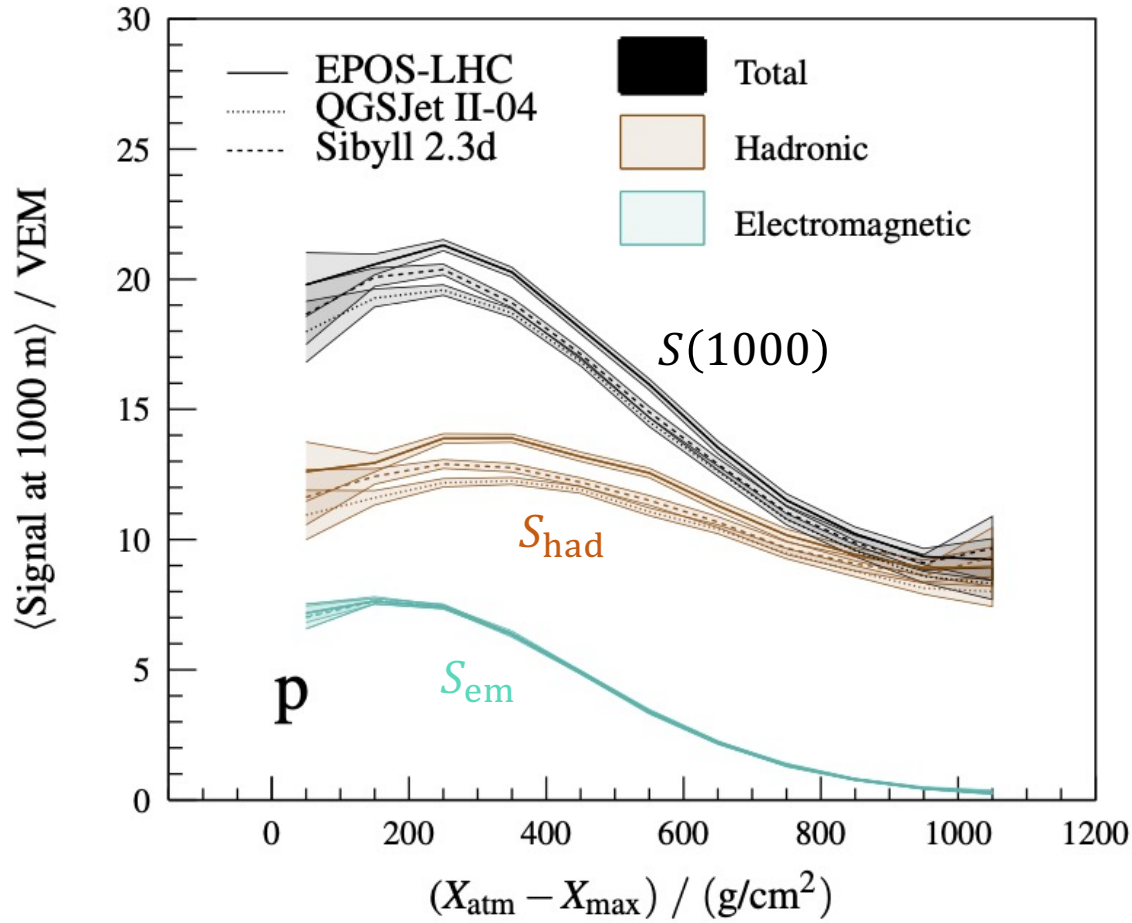 30
25
20
15
10
5
0
⟨Signal at 1000 m⟩ / VEM
EPOS-LHC
QGSJet II-04
Sibyll 2.3d
Total
Hadronic
Electromagnetic
S(1000)
S_had
S_em
p
0 200 400 600 800 1000 1200
(X_atm − X_max) / (g/cm²)